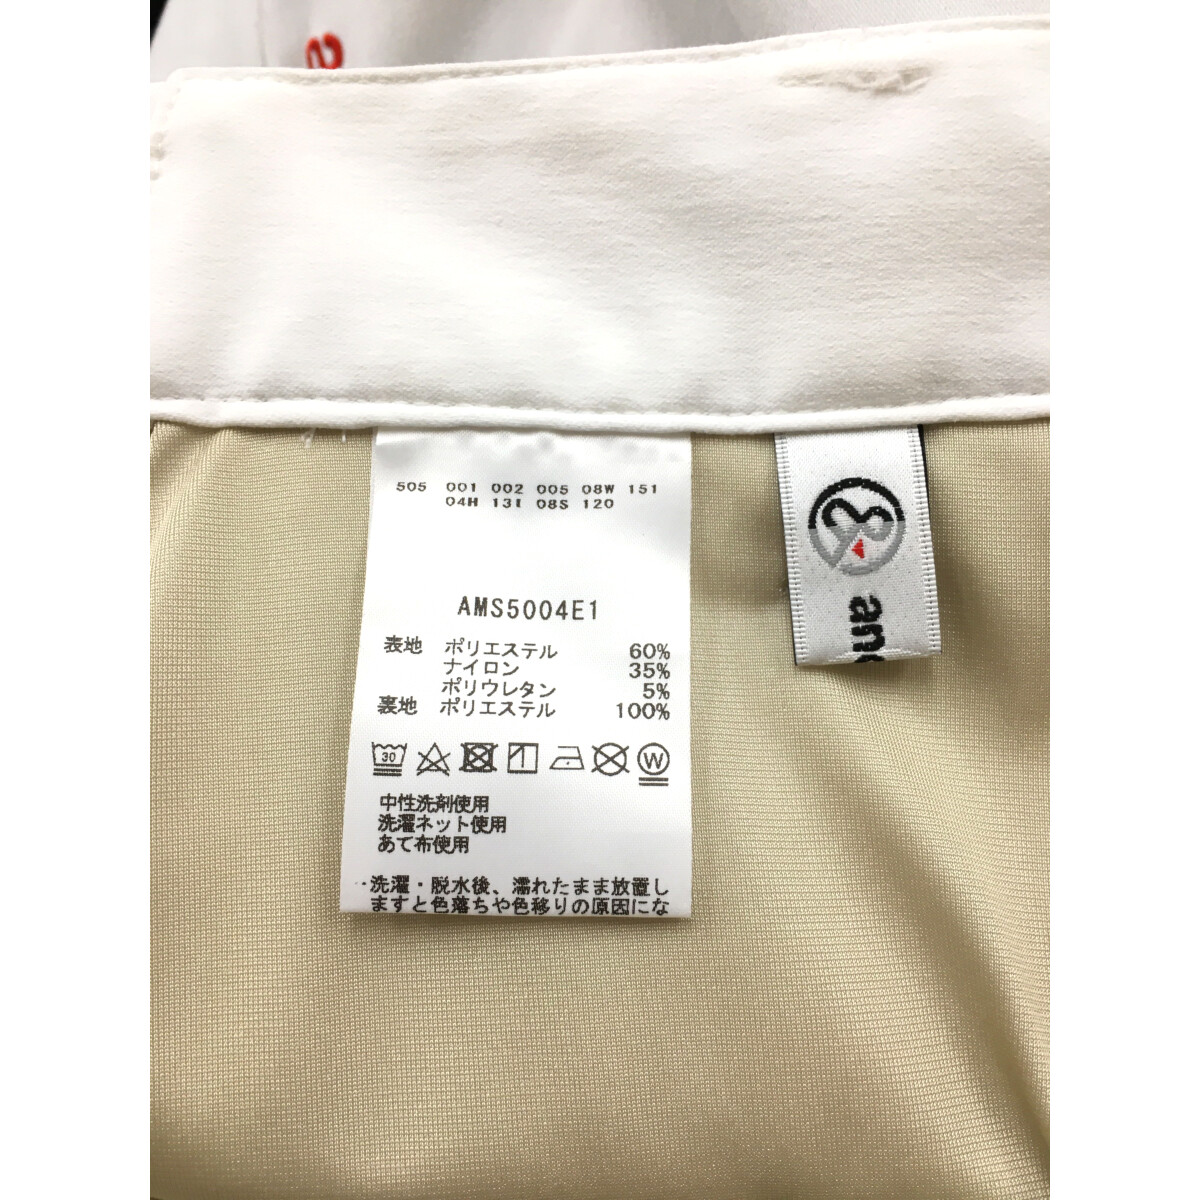 505 001 002 005 08W 151
04H 13I 08S 120
AMS5004E1
表地 ポリエステル 60%
ナイロン 35%
ポリウレタン 5%
裏地 ポリエステル 100%
30
W
中性洗剤使用
洗濯ネット使用
あて布使用
・洗濯・脱水後、濡れたまま放置し
ますと色落ちや色移りの原因にな